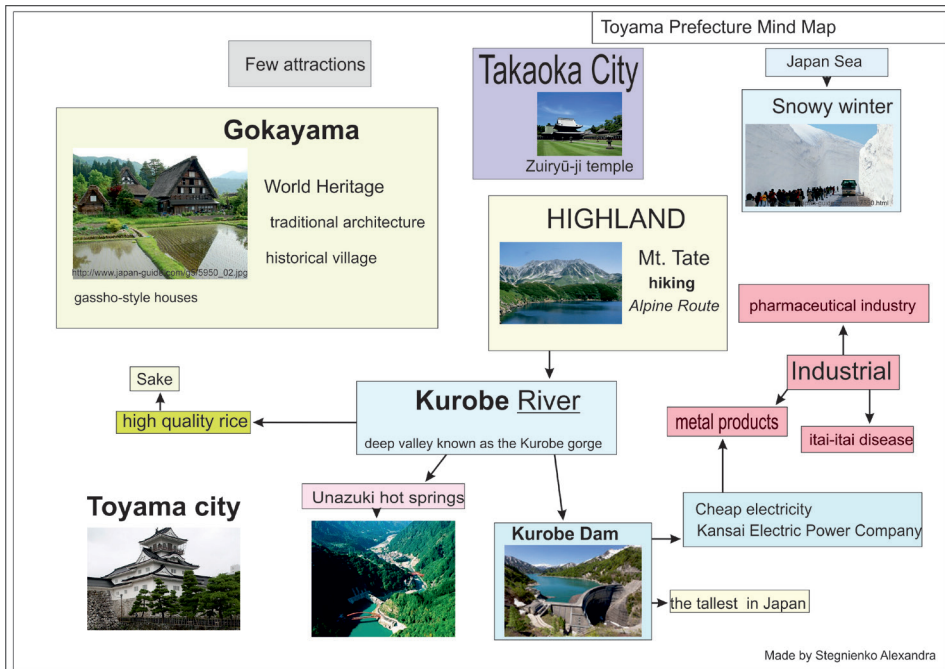 Toyama Prefecture Mind Map
Few attractions
Takaoka City
Zuiryū-ji temple
Japan Sea
Snowy winter
Gokayama
World Heritage
traditional architecture
historical village
http://www.japan-guide.com/g5/5950_02.jpg
gassho-style houses
HIGHLAND
Mt. Tate
hiking
Alpine Route
pharmaceutical industry
Industrial
metal products
itai-itai disease
Sake
high quality rice
Kurobe River
deep valley known as the Kurobe gorge
Unazuki hot springs
Toyama city
Kurobe Dam
Cheap electricity
Kansai Electric Power Company
the tallest in Japan
Made by Stegnienko Alexandra